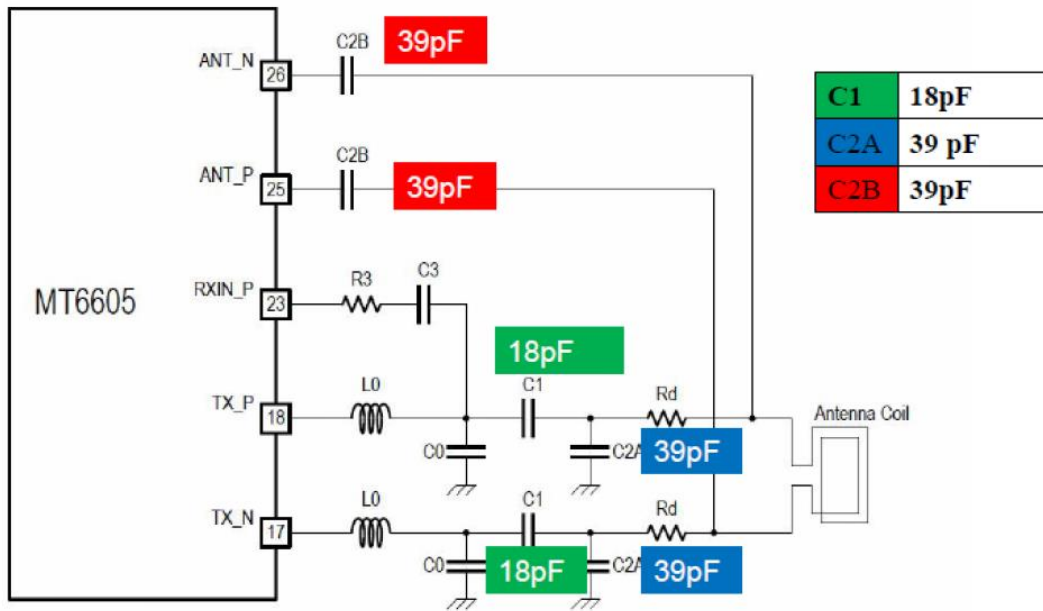 C2B 39pF
ANT_N 26
C1 18pF
C2A 39 pF
C2B 39pF
ANT_P 25
C2B 39pF
MT6605
RXIN_P 23 R3 C3
18pF
TX_P 18 L0 C1 Rd
Antenna Coil
C0 C2A 39pF
TX_N 17 L0 C1 Rd
C0 18pF C2A 39pF